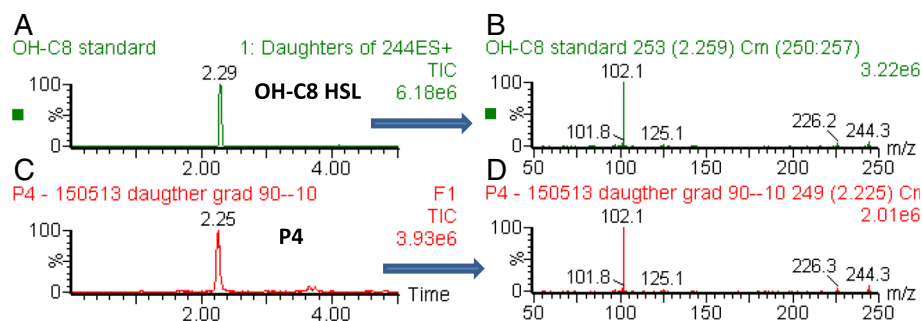 A
OH-C8 standard
1: Daughters of 244ES+
TIC
6.18e6
2.29
OH-C8 HSL
100
%
2.00
4.00
B
OH-C8 standard 253 (2.259) Cm (250:257)
3.22e6
102.1
100
%
101.8
125.1
226.2
244.3
m/z
50
100
150
200
250
C
P4 - 150513 daugther grad 90--10
F1
TIC
3.93e6
2.25
P4
100
%
Time
2.00
4.00
D
P4 - 150513 daugther grad 90--10 249 (2.225) Cm
2.01e6
102.1
100
%
101.8
125.1
226.3
244.3
m/z
50
100
150
200
250